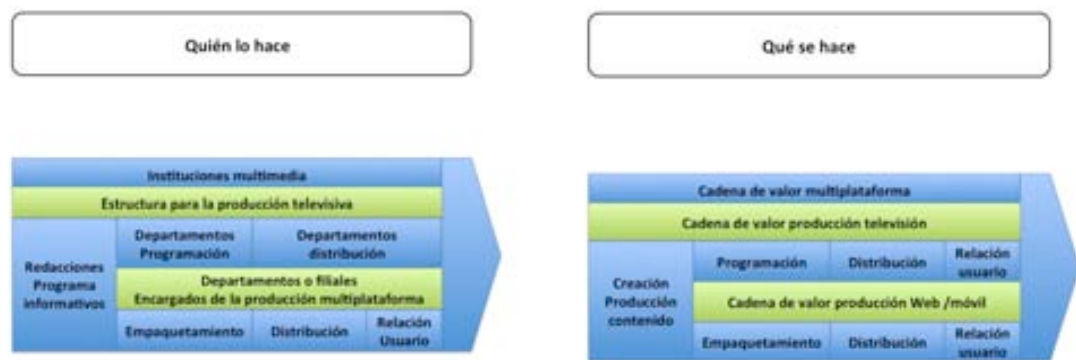 Quién lo hace
Instituciones multimedia
Estructura para la producción televisiva
Redacciones
Programa
informativos
Departamentos
Programación
Departamentos
distribución
Departamentos o filiales
Encargados de la producción multiplataforma
Empaquetamiento
Distribución
Relación
Usuario
Qué se hace
Cadena de valor multiplataforma
Cadena de valor producción televisión
Creación
Producción
contenido
Programación
Distribución
Relación
usuario
Cadena de valor producción Web /móvil
Empaquetamiento
Distribución
Relación
usuario